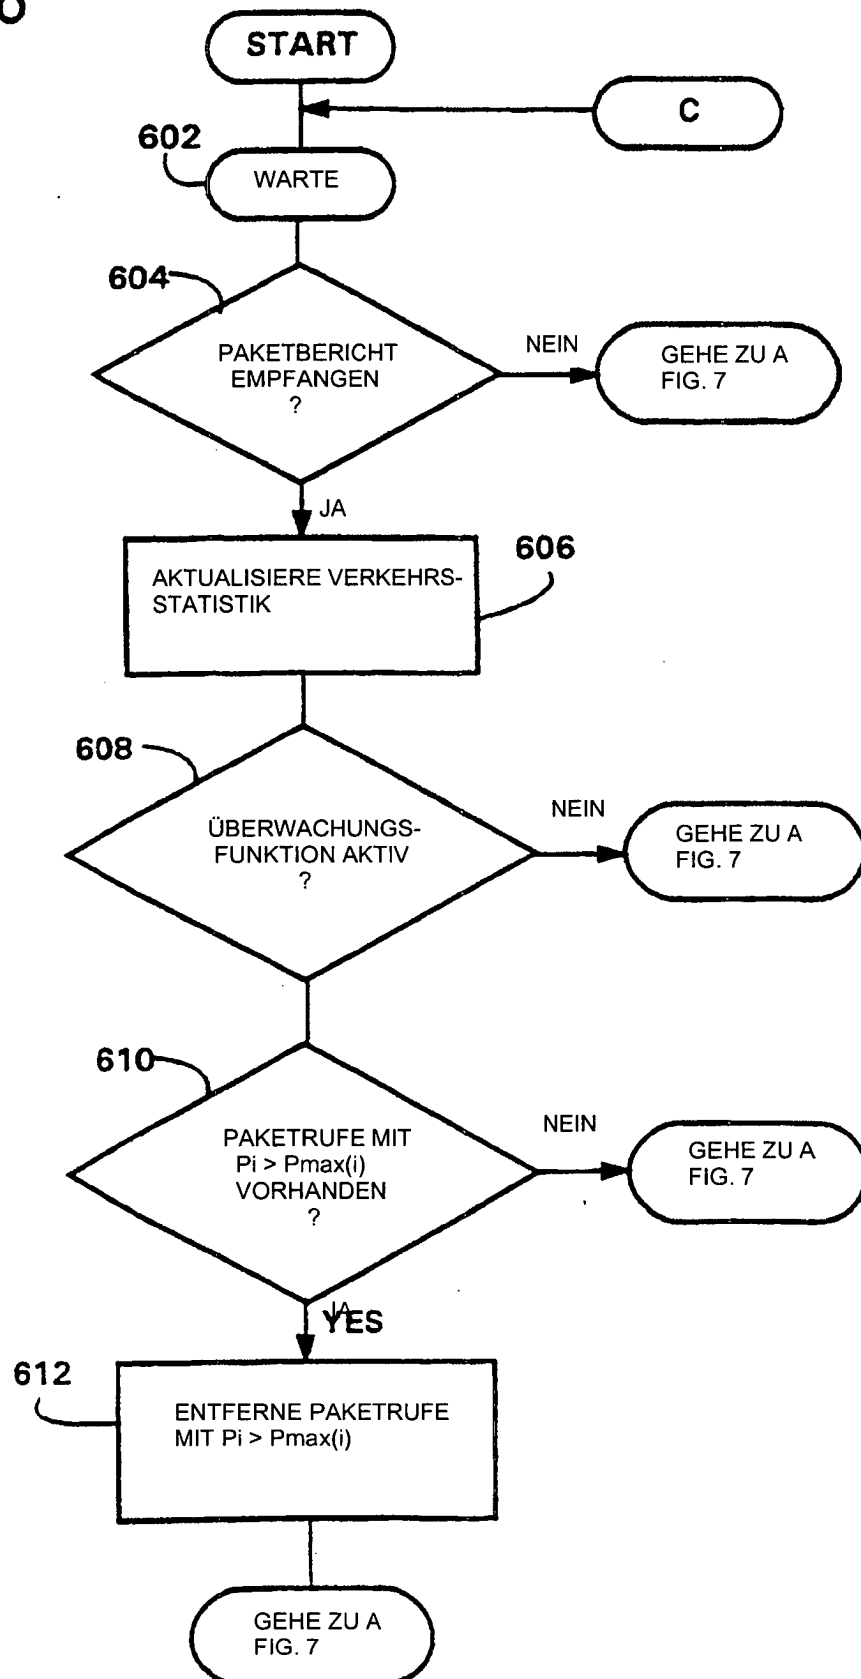 START
C
602
WARTE
604
PAKETBERICHT
EMPFANGEN
?
NEIN
GEHE ZU A
FIG. 7
JA
606
AKTUALISIERE VERKEHRS-
STATISTIK
608
ÜBERWACHUNGS-
FUNKTION AKTIV
?
NEIN
GEHE ZU A
FIG. 7
610
PAKETRUFE MIT
Pi > Pmax(i)
VORHANDEN
?
NEIN
GEHE ZU A
FIG. 7
JA
YES
612
ENTFERNE PAKETRUFE
MIT Pi > Pmax(i)
GEHE ZU A
FIG. 7